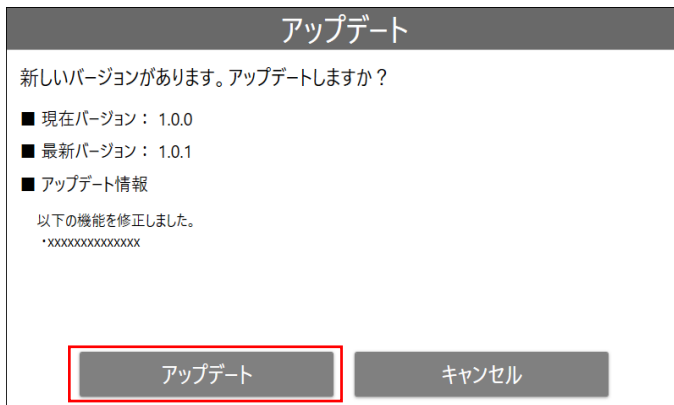 アップデート
新しいバージョンがあります。アップデートしますか？
■ 現在バージョン： 1.0.0
■ 最新バージョン： 1.0.1
■ アップデート情報
以下の機能を修正しました。
・xxxxxxxxxxxxxx
アップデート
キャンセル